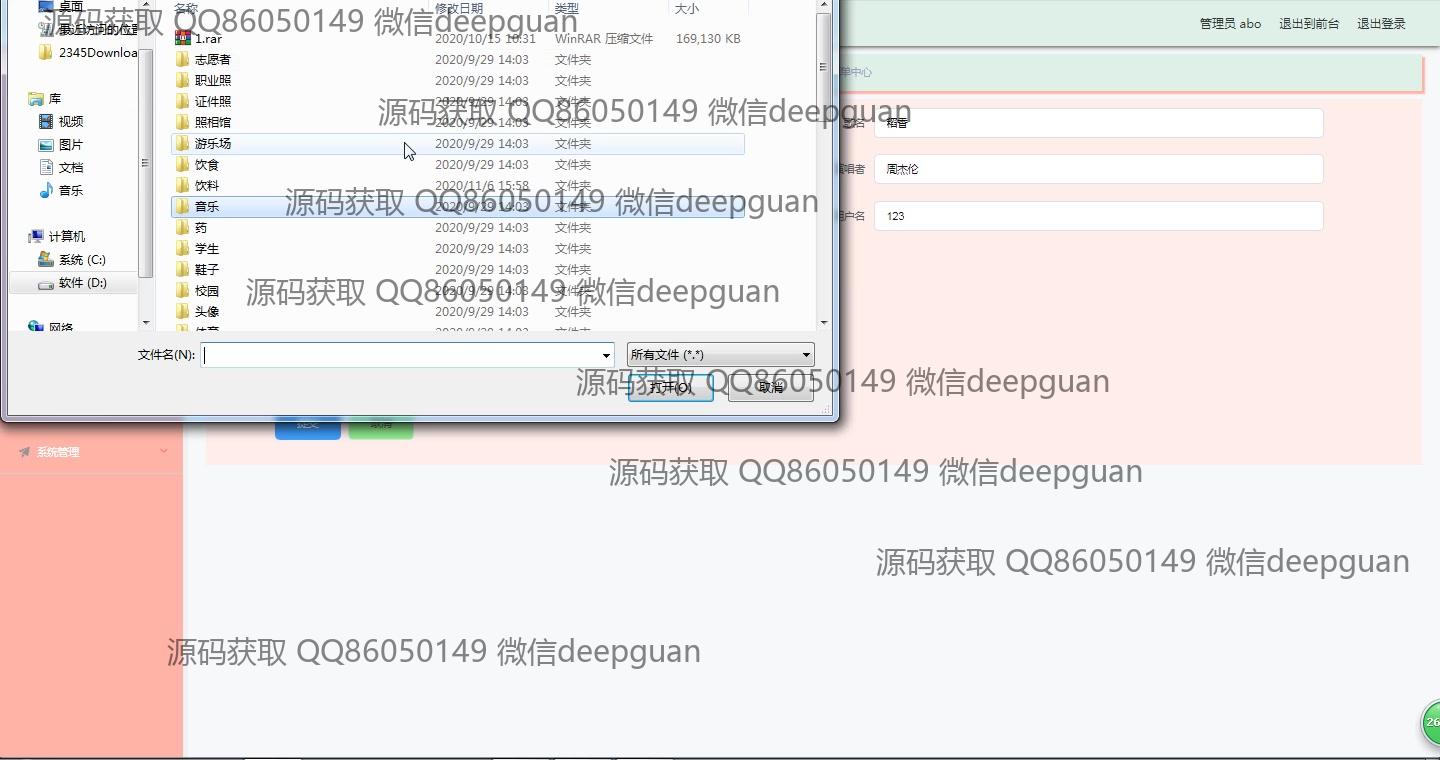 桌面
最近访问的位置
2345Downloa
库
视频
图片
文档
音乐
计算机
系统 (C:)
软件 (D:)
网络
名称 修改日期 类型 大小
1.rar 2020/10/15 10:31 WinRAR 压缩文件 169,130 KB
志愿者 2020/9/29 14:03 文件夹
职业照 2020/9/29 14:03 文件夹
证件照 2020/9/29 14:03 文件夹
照相馆 2020/9/29 14:03 文件夹
游乐场 2020/9/29 14:03 文件夹
饮食 2020/9/29 14:03 文件夹
饮料 2020/11/6 15:58 文件夹
音乐 2020/9/29 14:03 文件夹
药 2020/9/29 14:03 文件夹
学生 2020/9/29 14:03 文件夹
鞋子 2020/9/29 14:03 文件夹
校园 2020/9/29 14:03 文件夹
头像 2020/9/29 14:03 文件夹
体育 2020/9/29 14:03 文件夹
文件名(N):
所有文件 (*.*)
打开(O) 取消
管理员 abo 退出到前台 退出登录
单中心
名 稻香
演唱者 周杰伦
用户名 123
提交 取消
系统管理
26
源码获取 QQ86050149 微信deepguan
源码获取 QQ86050149 微信deepguan
源码获取 QQ86050149 微信deepguan
源码获取 QQ86050149 微信deepguan
源码获取 QQ86050149 微信deepguan
源码获取 QQ86050149 微信deepguan
源码获取 QQ86050149 微信deepguan
源码获取 QQ86050149 微信deepguan